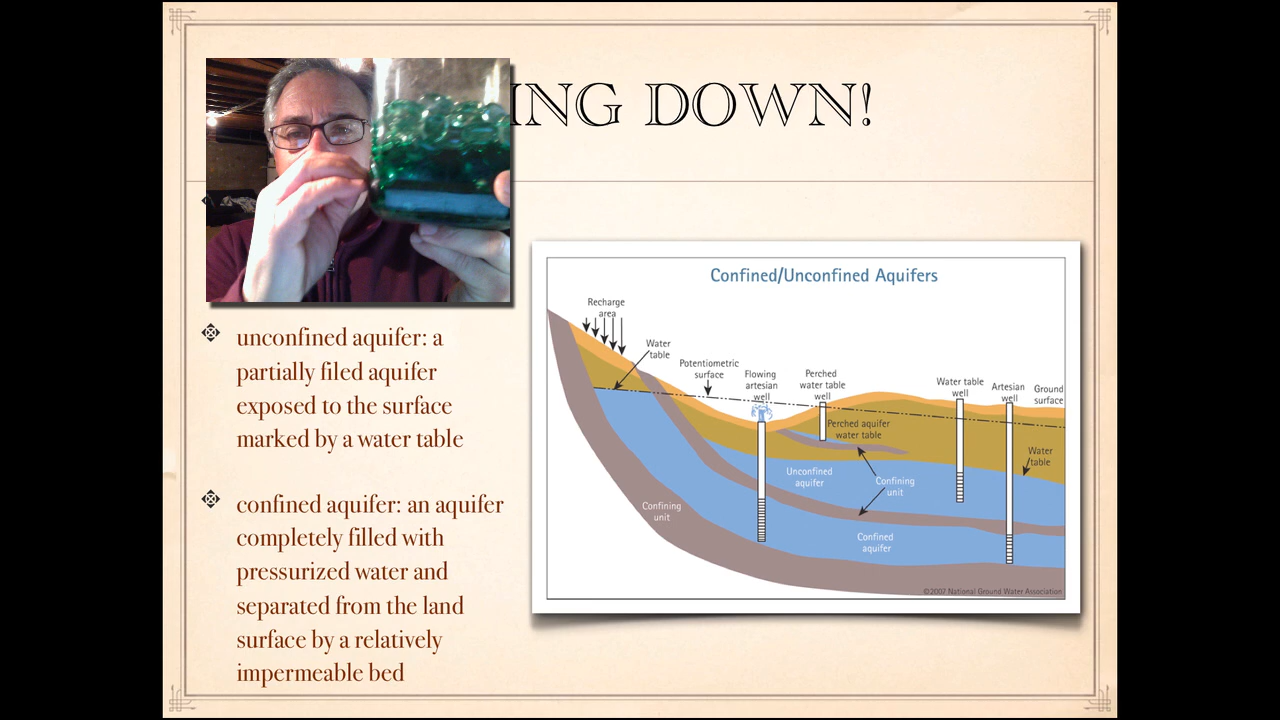 ING DOWN!
unconfined aquifer: a
partially filed aquifer
exposed to the surface
marked by a water table
confined aquifer: an aquifer
completely filled with
pressurized water and
separated from the land
surface by a relatively
impermeable bed
Confined/Unconfined Aquifers
Recharge
area
Water
table
Potentiometric
surface
Flowing
artesian
well
Perched
water table
well
Water table
well
Artesian
well
Ground
surface
Perched aquifer
water table
Water
table
Unconfined
aquifer
Confining
unit
Confining
unit
Confined
aquifer
©2007 National Ground Water Association